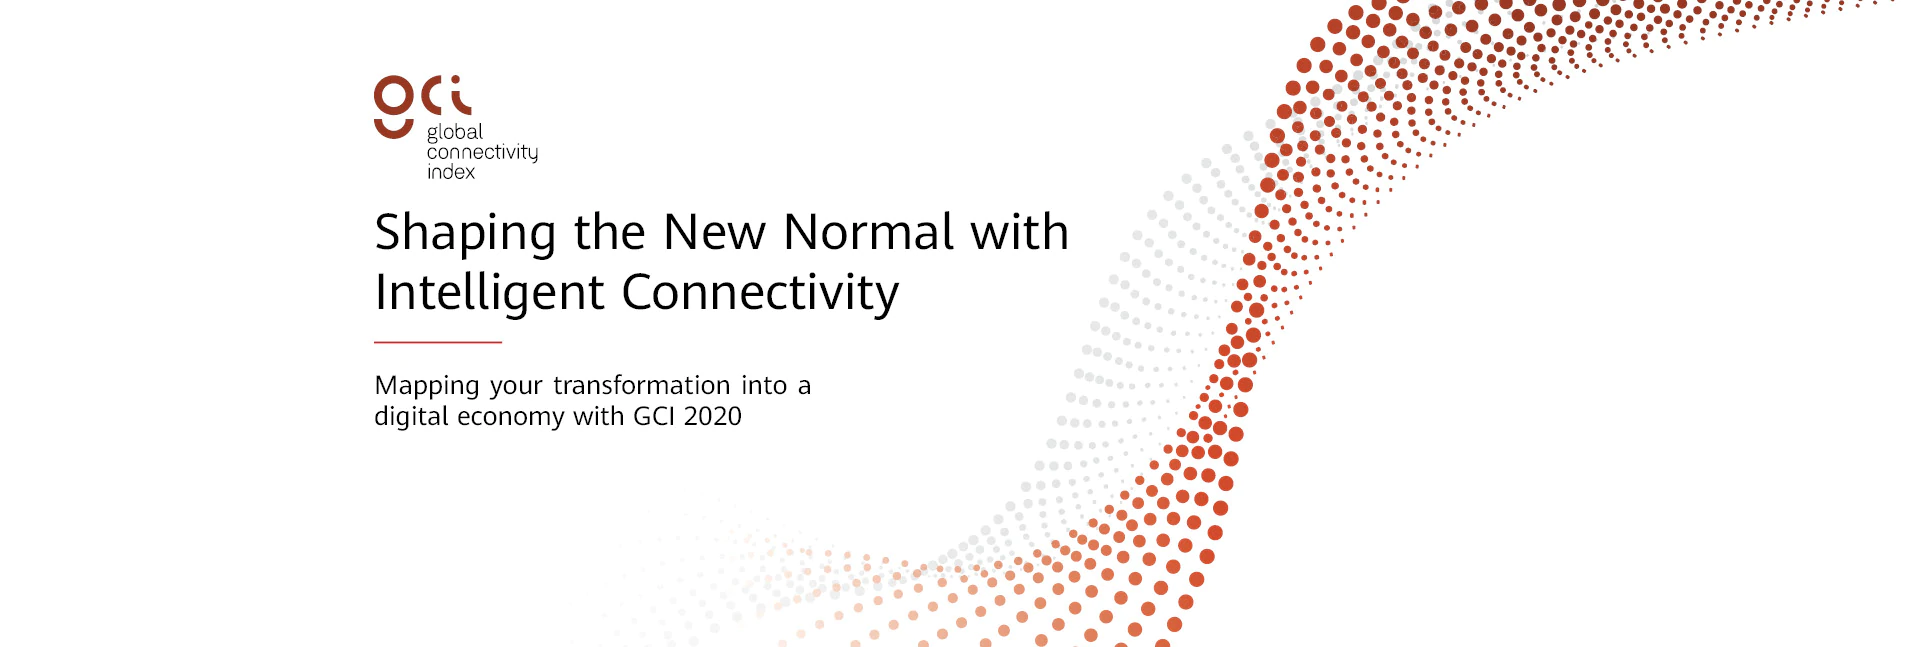 gci
global
connectivity
index
Shaping the New Normal with
Intelligent Connectivity
Mapping your transformation into a
digital economy with GCI 2020